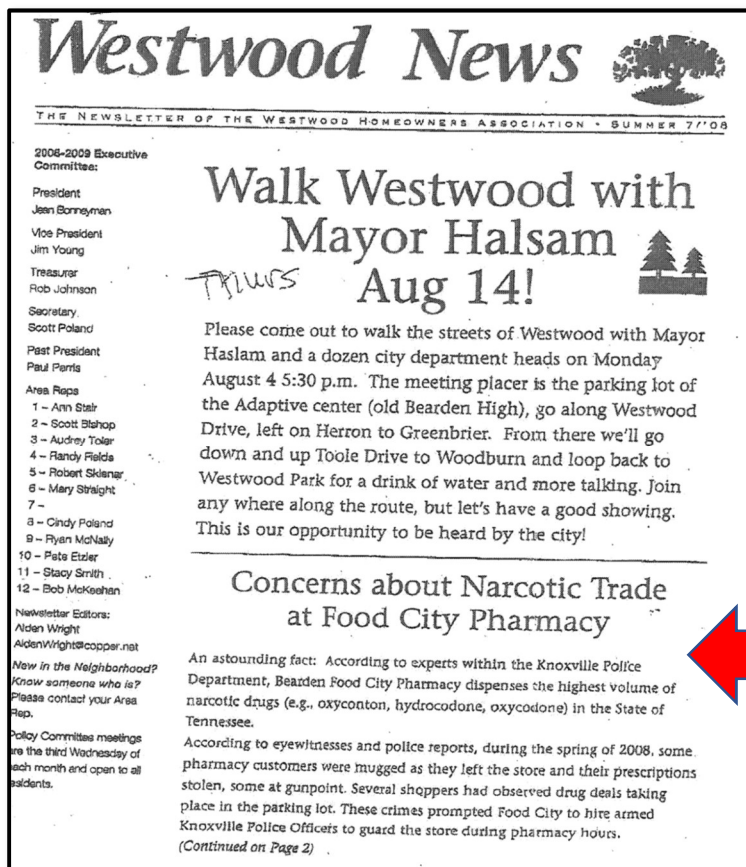 Westwood News
THE NEWSLETTER OF THE WESTWOOD HOMEOWNERS ASSOCIATION • SUMMER 7/'08
2008-2009 Executive
Committee:
President
Jean Bonneyman
Vice President
Jim Young
Treasurer
Rob Johnson
Secretary
Scott Poland
Past President
Paul Parris
Area Reps
1 – Ann Stair
2 – Scott Bishop
3 – Audrey Toler
4 – Randy Fields
5 – Robert Sklenar
6 – Mary Straight
7 –
8 – Cindy Poland
9 – Ryan McNally
10 – Pete Etzler
11 – Stacy Smith
12 – Bob McKeehan
Newsletter Editors:
Alden Wright
AldenWright@copper.net
New in the Neighborhood?
Know someone who is?
Please contact your Area
Rep.
Policy Committee meetings
are the third Wednesday of
each month and open to all
residents.
Walk Westwood with
Mayor Halsam
Aug 14!
THURS
Please come out to walk the streets of Westwood with Mayor
Haslam and a dozen city department heads on Monday
August 4 5:30 p.m. The meeting placer is the parking lot of
the Adaptive center (old Bearden High), go along Westwood
Drive, left on Herron to Greenbrier. From there we'll go
down and up Toole Drive to Woodburn and loop back to
Westwood Park for a drink of water and more talking. Join
any where along the route, but let's have a good showing.
This is our opportunity to be heard by the city!
Concerns about Narcotic Trade
at Food City Pharmacy
An astounding fact: According to experts within the Knoxville Police
Department, Bearden Food City Pharmacy dispenses the highest volume of
narcotic drugs (e.g., oxyconton, hydrocodone, oxycodone) in the State of
Tennessee.
According to eyewitnesses and police reports, during the spring of 2008, some
pharmacy customers were mugged as they left the store and their prescriptions
stolen, some at gunpoint. Several shoppers had observed drug deals taking
place in the parking lot. These crimes prompted Food City to hire armed
Knoxville Police Officers to guard the store during pharmacy hours.
(Continued on Page 2)